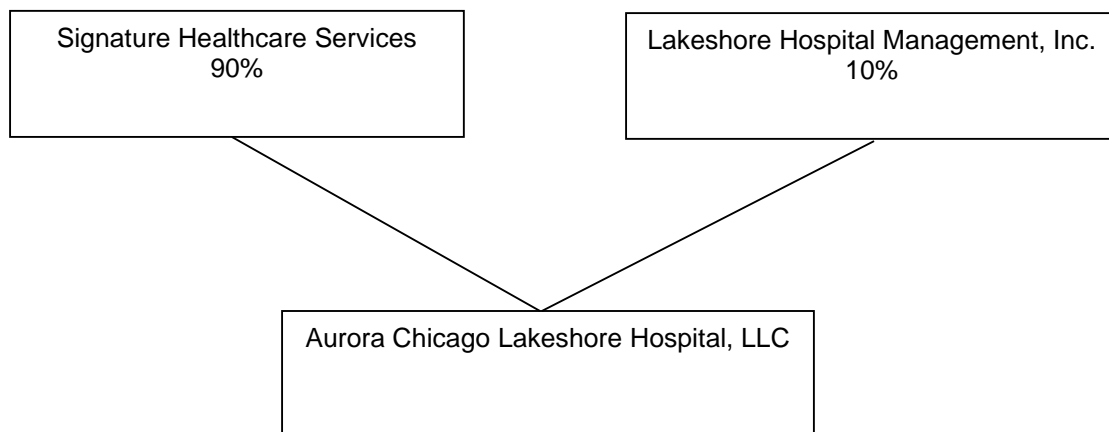 Signature Healthcare Services
90%
Lakeshore Hospital Management, Inc.
10%
Aurora Chicago Lakeshore Hospital, LLC